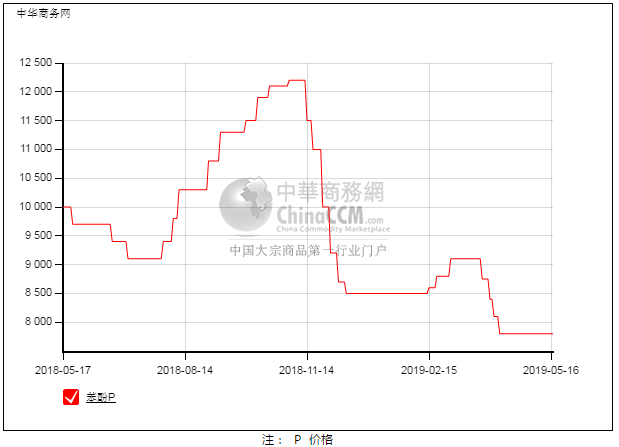 中华商务网
12 500
12 000
11 500
11 000
10 500
10 000
9 500
9 000
8 500
8 000
中華商務網
ChinaCCM.com
China Commodity Marketplace
中国大宗商品第一行业门户
2018-05-17
2018-08-14
2018-11-14
2019-02-15
2019-05-16
苯酚P
注： P 价格